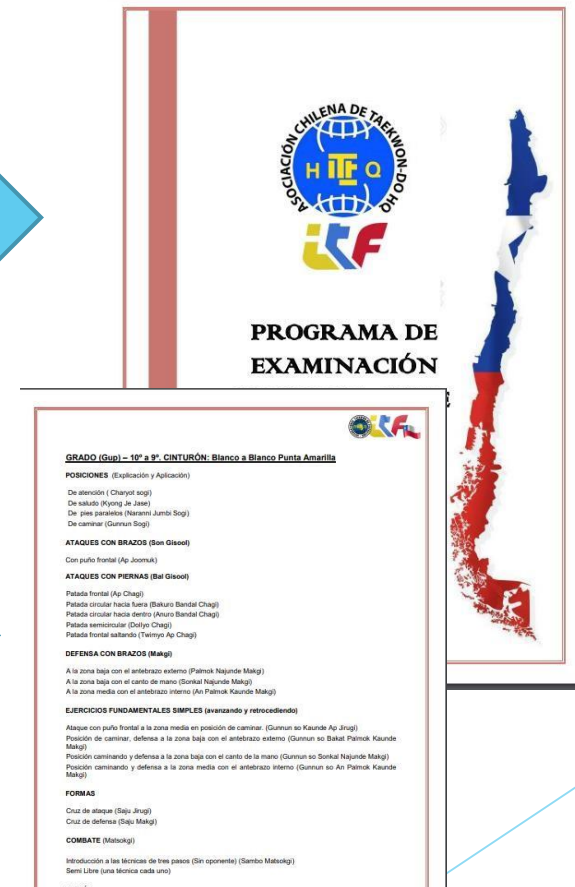 ASOCIACIÓN CHILENA DE TAEKWON-DO HQ
H ITF Q
itf
PROGRAMA DE
EXAMINACIÓN
GRADO (Gup) – 10° a 9°. CINTURÓN: Blanco a Blanco Punta Amarilla
POSICIONES (Explicación y Aplicación)
De atención ( Charyot sogi)
De saludo (Kyong Je Jase)
De pies paralelos (Naranni Jumbi Sogi)
De caminar (Gunnun Sogi)
ATAQUES CON BRAZOS (Son Gisool)
Con puño frontal (Ap Joomuk)
ATAQUES CON PIERNAS (Bal Gisool)
Patada frontal (Ap Chagi)
Patada circular hacia fuera (Bakuro Bandal Chagi)
Patada circular hacia dentro (Anuro Bandal Chagi)
Patada semicircular (Dollyo Chagi)
Patada frontal saltando (Twimyo Ap Chagi)
DEFENSA CON BRAZOS (Makgi)
A la zona baja con el antebrazo externo (Palmok Najunde Makgi)
A la zona baja con el canto de mano (Sonkal Najunde Makgi)
A la zona media con el antebrazo interno (An Palmok Kaunde Makgi)
EJERCICIOS FUNDAMENTALES SIMPLES (avanzando y retrocediendo)
Ataque con puño frontal a la zona media en posición de caminar. (Gunnun so Kaunde Ap Jirugi)
Posición de caminar, defensa a la zona baja con el antebrazo externo (Gunnun so Bakat Palmok Kaunde
Makgi)
Posición caminando y defensa a la zona baja con el canto de la mano (Gunnun so Sonkal Najunde Makgi)
Posición caminando y defensa a la zona media con el antebrazo interno (Gunnun so An Palmok Kaunde
Makgi)
FORMAS
Cruz de ataque (Saju Jirugi)
Cruz de defensa (Saju Makgi)
COMBATE (Matsokgi)
Introducción a las técnicas de tres pasos (Sin oponente) (Sambo Matsokgi)
Semi Libre (una técnica cada uno)